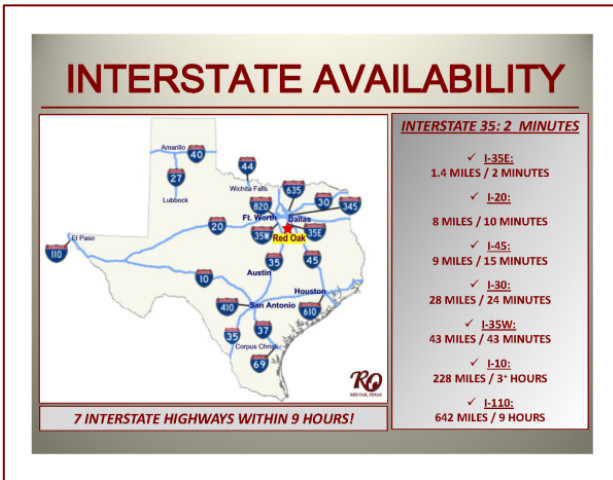 INTERSTATE AVAILABILITY
Amarillo
40
27
Lubbock
44
Wichita Falls
635
820
30
345
Ft. Worth
Dallas
20
35W
35E
Red Oak
110
El Paso
35
45
10
Austin
Houston
410
San Antonio
610
35
37
Corpus Christi
69
RO
RED OAK, TEXAS
7 INTERSTATE HIGHWAYS WITHIN 9 HOURS!
INTERSTATE 35: 2 MINUTES
✓ I-35E:
1.4 MILES / 2 MINUTES
✓ I-20:
8 MILES / 10 MINUTES
✓ I-45:
9 MILES / 15 MINUTES
✓ I-30:
28 MILES / 24 MINUTES
✓ I-35W:
43 MILES / 43 MINUTES
✓ I-10:
228 MILES / 3⁺ HOURS
✓ I-110:
642 MILES / 9 HOURS